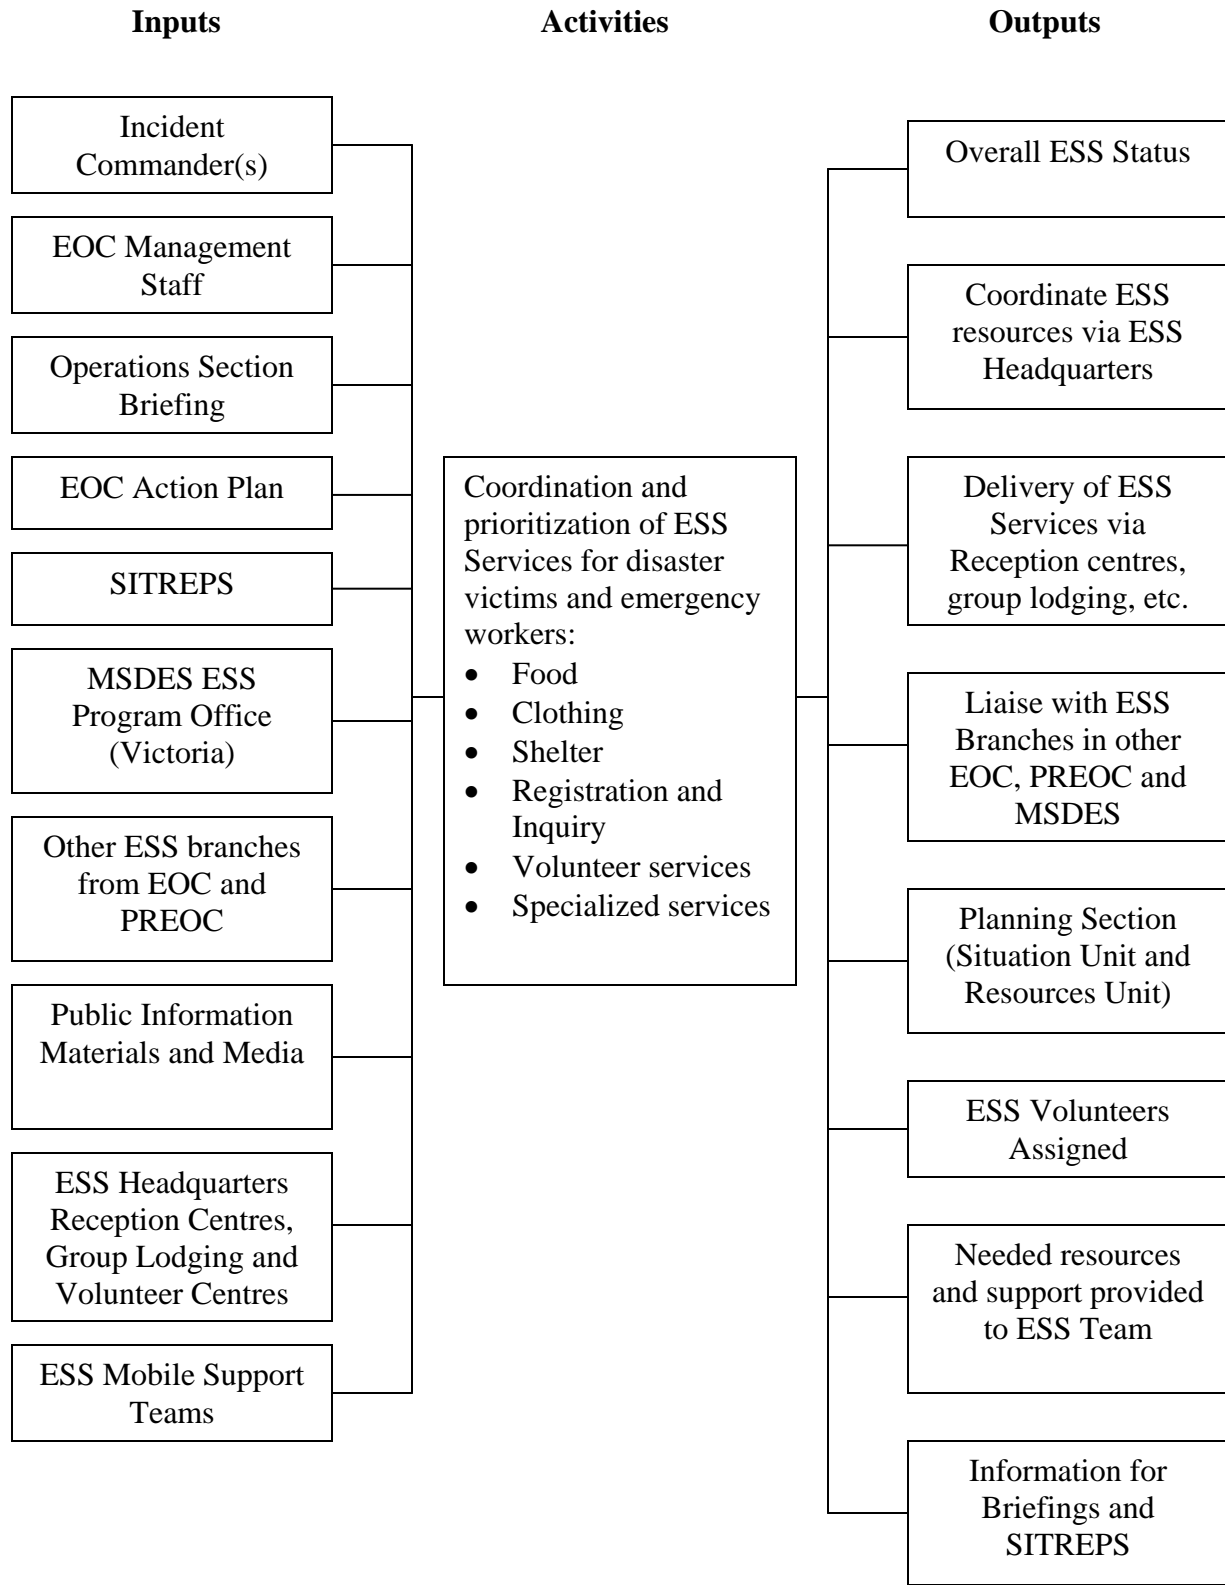 Inputs
Activities
Outputs
Incident
Commander(s)
EOC Management
Staff
Operations Section
Briefing
EOC Action Plan
SITREPS
MSDES ESS
Program Office
(Victoria)
Other ESS branches
from EOC and
PREOC
Public Information
Materials and Media
ESS Headquarters
Reception Centres,
Group Lodging and
Volunteer Centres
ESS Mobile Support
Teams
Coordination and
prioritization of ESS
Services for disaster
victims and emergency
workers:
• Food
• Clothing
• Shelter
• Registration and
Inquiry
• Volunteer services
• Specialized services
Overall ESS Status
Coordinate ESS
resources via ESS
Headquarters
Delivery of ESS
Services via
Reception centres,
group lodging, etc.
Liaise with ESS
Branches in other
EOC, PREOC and
MSDES
Planning Section
(Situation Unit and
Resources Unit)
ESS Volunteers
Assigned
Needed resources
and support provided
to ESS Team
Information for
Briefings and
SITREPS